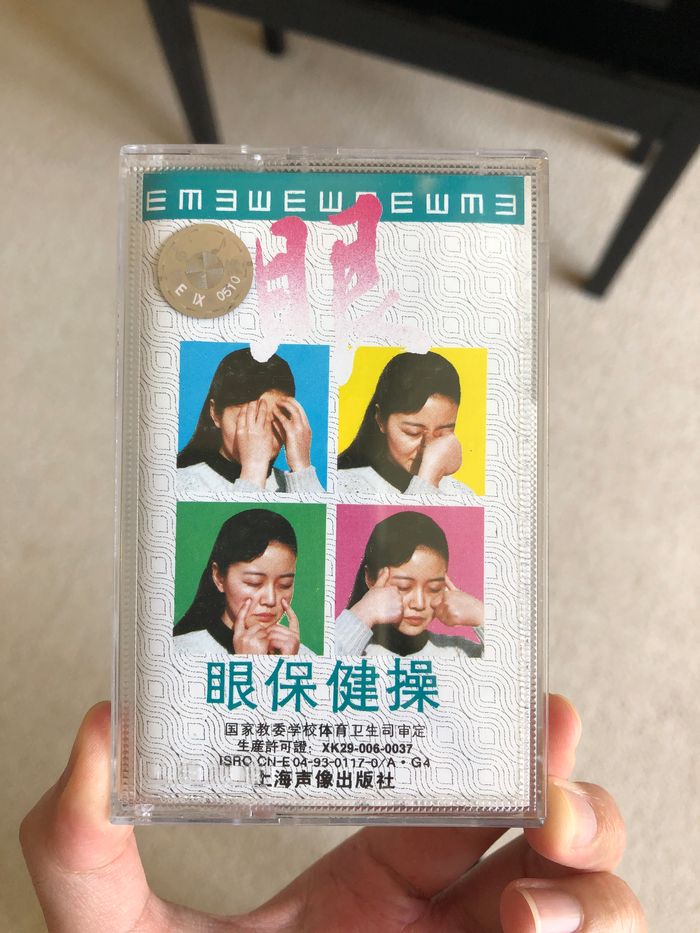 E IX 0510
眼
眼保健操
国家教委学校体育卫生司审定
生産許可證：XK29-006-0037
ISRC CN-E 04-93-0117-0/A·G4
上海声像出版社